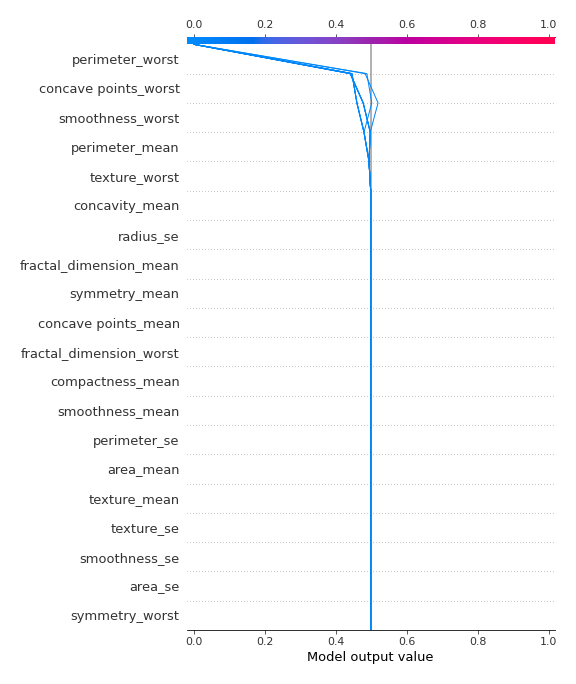 0.0 0.2 0.4 0.6 0.8 1.0
perimeter_worst
concave points_worst
smoothness_worst
perimeter_mean
texture_worst
concavity_mean
radius_se
fractal_dimension_mean
symmetry_mean
concave points_mean
fractal_dimension_worst
compactness_mean
smoothness_mean
perimeter_se
area_mean
texture_mean
texture_se
smoothness_se
area_se
symmetry_worst
0.0 0.2 0.4 0.6 0.8 1.0
Model output value